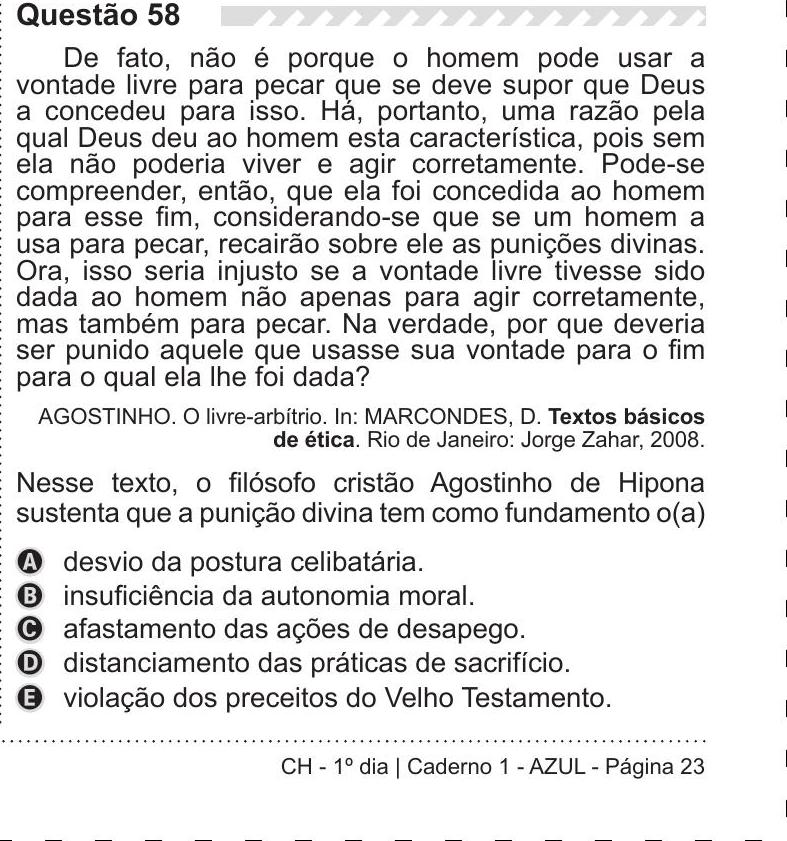 Questão 58
De fato, não é porque o homem pode usar a
vontade livre para pecar que se deve supor que Deus
a concedeu para isso. Há, portanto, uma razão pela
qual Deus deu ao homem esta característica, pois sem
ela não poderia viver e agir corretamente. Pode-se
compreender, então, que ela foi concedida ao homem
para esse fim, considerando-se que se um homem a
usa para pecar, recairão sobre ele as punições divinas.
Ora, isso seria injusto se a vontade livre tivesse sido
dada ao homem não apenas para agir corretamente,
mas também para pecar. Na verdade, por que deveria
ser punido aquele que usasse sua vontade para o fim
para o qual ela lhe foi dada?
AGOSTINHO. O livre-arbítrio. In: MARCONDES, D. Textos básicos
de ética. Rio de Janeiro: Jorge Zahar, 2008.
Nesse texto, o filósofo cristão Agostinho de Hipona
sustenta que a punição divina tem como fundamento o(a)
A desvio da postura celibatária.
B insuficiência da autonomia moral.
C afastamento das ações de desapego.
D distanciamento das práticas de sacrifício.
E violação dos preceitos do Velho Testamento.
CH - 1º dia | Caderno 1 - AZUL - Página 23